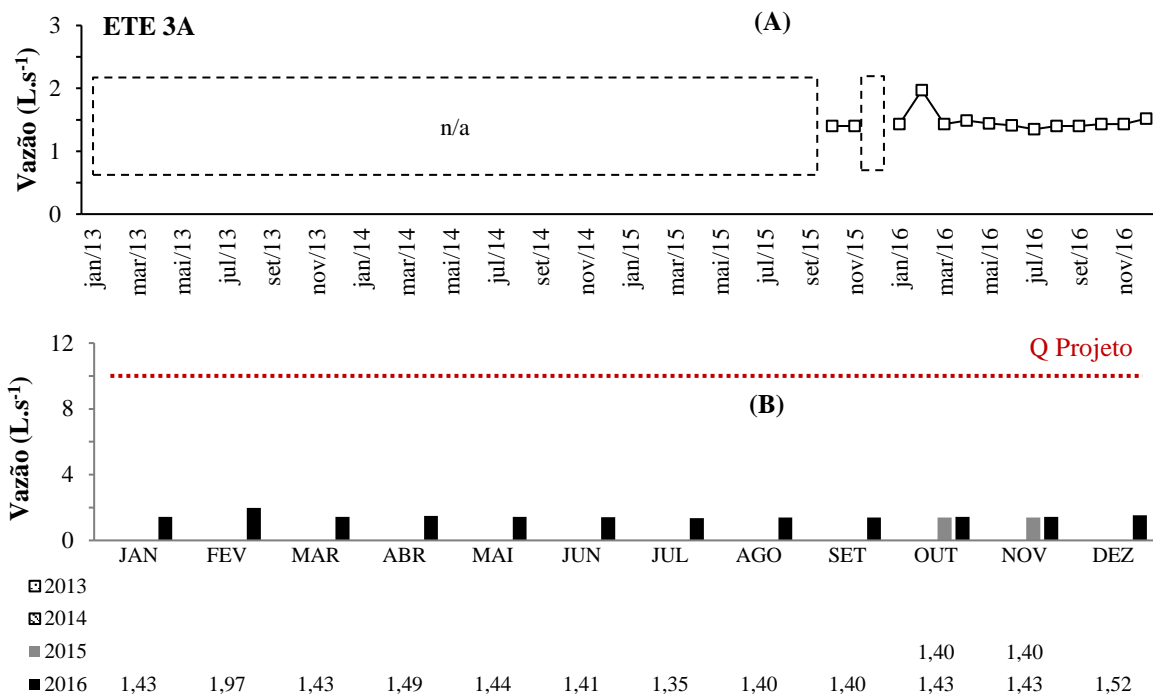 ETE 3A (A)
3
2
1
0
Vazão (L.s⁻¹)
n/a
jan/13 mar/13 mai/13 jul/13 set/13 nov/13 jan/14 mar/14 mai/14 jul/14 set/14 nov/14 jan/15 mar/15 mai/15 jul/15 set/15 nov/15 jan/16 mar/16 mai/16 jul/16 set/16 nov/16
12
8
4
0
Vazão (L.s⁻¹)
Q Projeto
(B)
JAN FEV MAR ABR MAI JUN JUL AGO SET OUT NOV DEZ
2013
2014
2015 1,40 1,40
2016 1,43 1,97 1,43 1,49 1,44 1,41 1,35 1,40 1,40 1,43 1,43 1,52